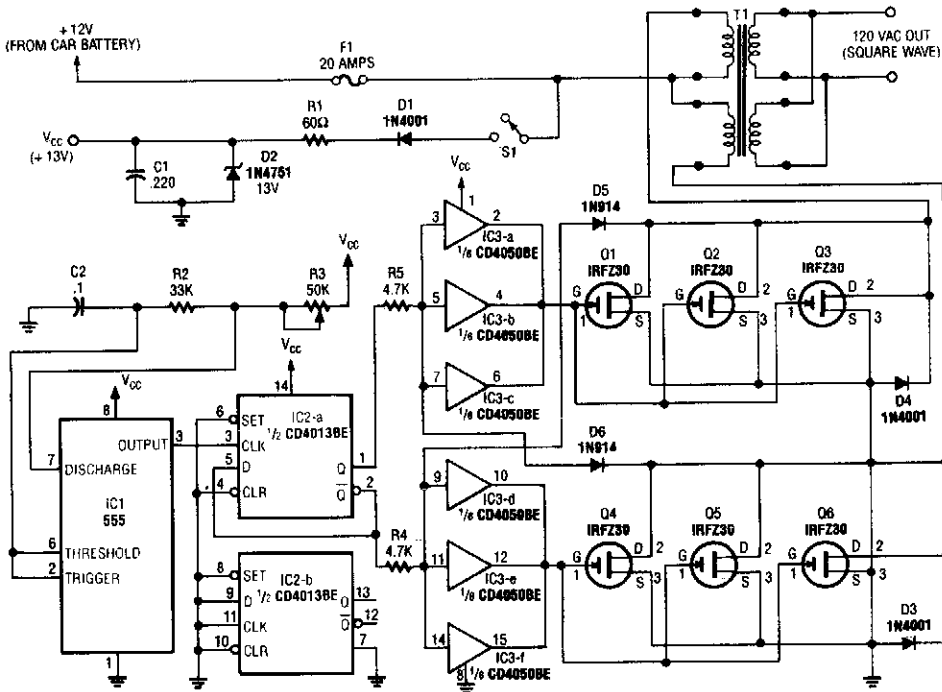 + 12V
(FROM CAR BATTERY)
F1
20 AMPS
T1
120 VAC OUT
(SQUARE WAVE)
VCC
(+ 13V)
C1
.220
D2
1N4751
13V
R1
60Ω
D1
1N4001
S1
VCC
1
3
2
IC3-a
1/6 CD4050BE
5
4
IC3-b
1/6 CD4050BE
7
6
IC3-c
1/6 CD4050BE
D5
1N914
Q1
IRFZ30
G
1
D
S
Q2
IRFZ30
G
D
2
S
3
Q3
IRFZ30
G
1
D
2
S
3
D4
1N4001
C2
.1
R2
33K
R3
50K
VCC
R5
4.7K
VCC
8
OUTPUT
3
7
DISCHARGE
IC1
555
6
THRESHOLD
2
TRIGGER
1
VCC
14
IC2-a
1/2 CD4013BE
6
SET
3
CLK
5
D
4
CLR
Q
1
Q
2
IC2-b
1/2 CD4013BE
8
SET
9
D
11
CLK
10
CLR
Q
13
Q
12
7
R4
4.7K
D6
1N914
9
10
IC3-d
1/6 CD4050BE
11
12
IC3-e
1/6 CD4050BE
14
15
IC3-f
8
1/6 CD4050BE
Q4
IRFZ30
G
1
D
2
S
3
Q5
IRFZ30
G
1
D
2
S
3
Q6
IRFZ30
G
1
D
2
S
3
D3
1N4001